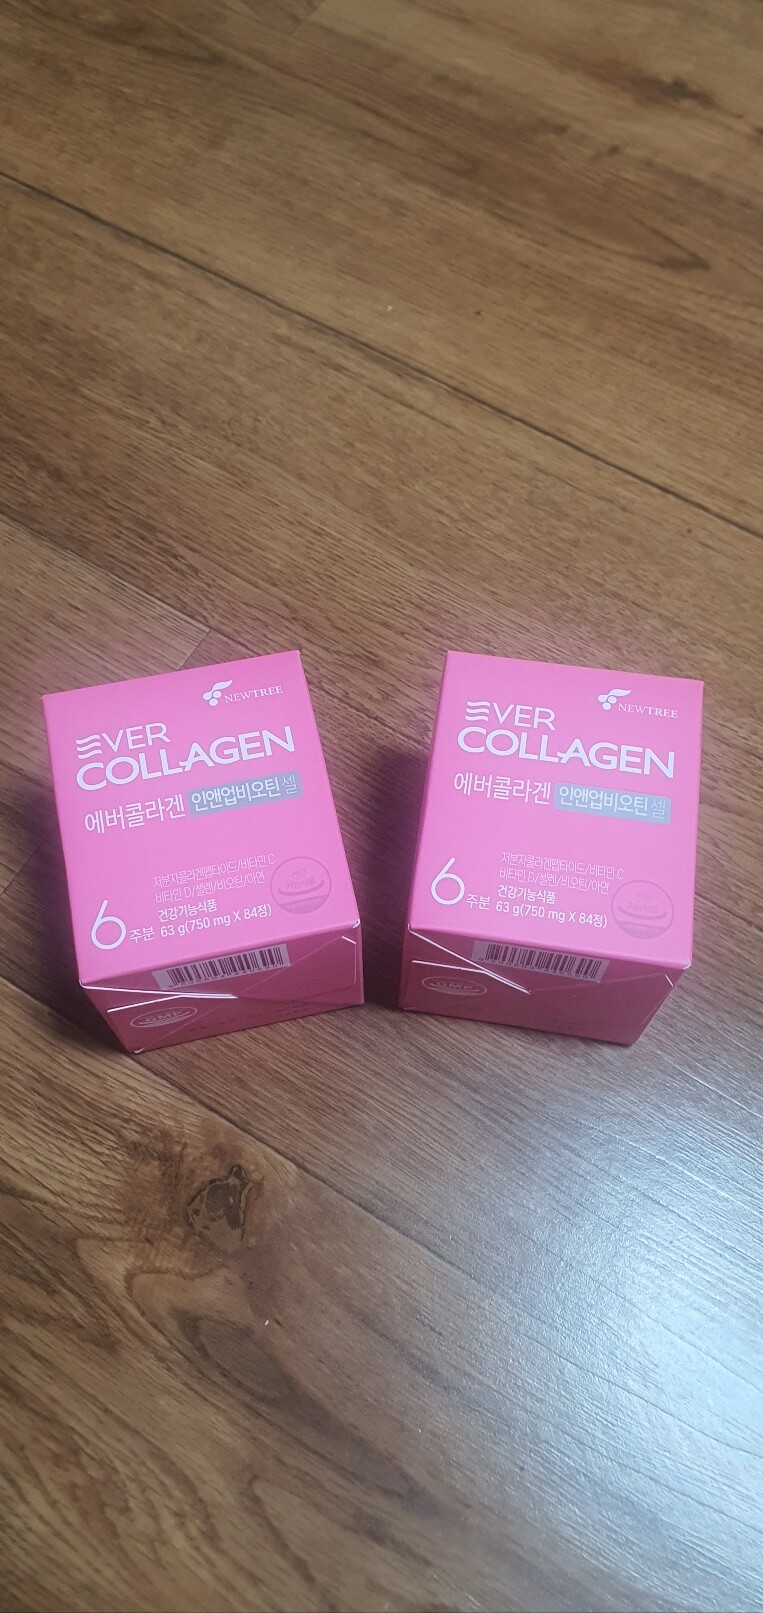 NEWTREE
EVER
COLLAGEN
에버콜라겐 인앤업비오틴 셀
저분자콜라겐펩타이드/비타민 C
비타민 D/셀렌/비오틴/아연
건강기능식품
6주분 63 g(750 mg X 84정)
GMP
NEWTREE
EVER
COLLAGEN
에버콜라겐 인앤업비오틴 셀
저분자콜라겐펩타이드/비타민 C
비타민 D/셀렌/비오틴/아연
건강기능식품
6주분 63 g(750 mg X 84정)
GMP